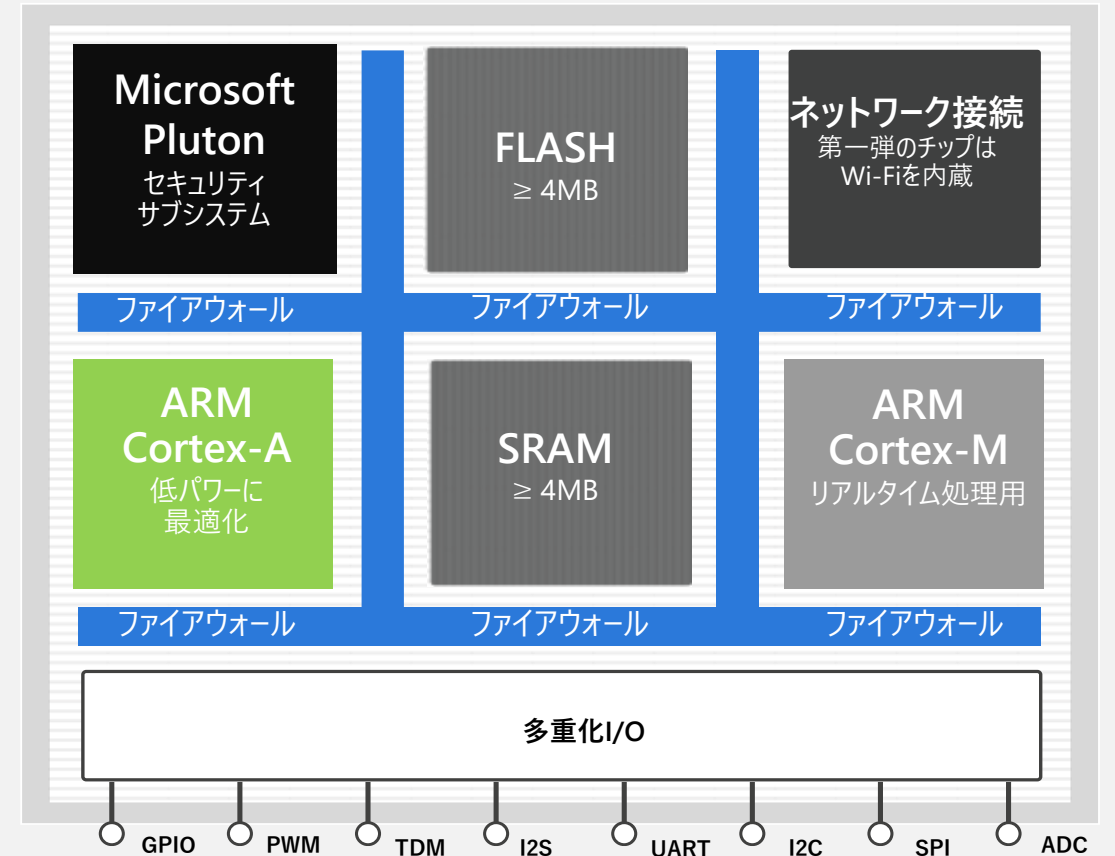 Microsoft
Pluton
セキュリティ
サブシステム
FLASH
≥ 4MB
ネットワーク接続
第一弾のチップは
Wi-Fiを内蔵
ファイアウォール
ファイアウォール
ファイアウォール
ARM
Cortex-A
低パワーに
最適化
SRAM
≥ 4MB
ARM
Cortex-M
リアルタイム処理用
ファイアウォール
ファイアウォール
ファイアウォール
多重化I/O
GPIO
PWM
TDM
I2S
UART
I2C
SPI
ADC